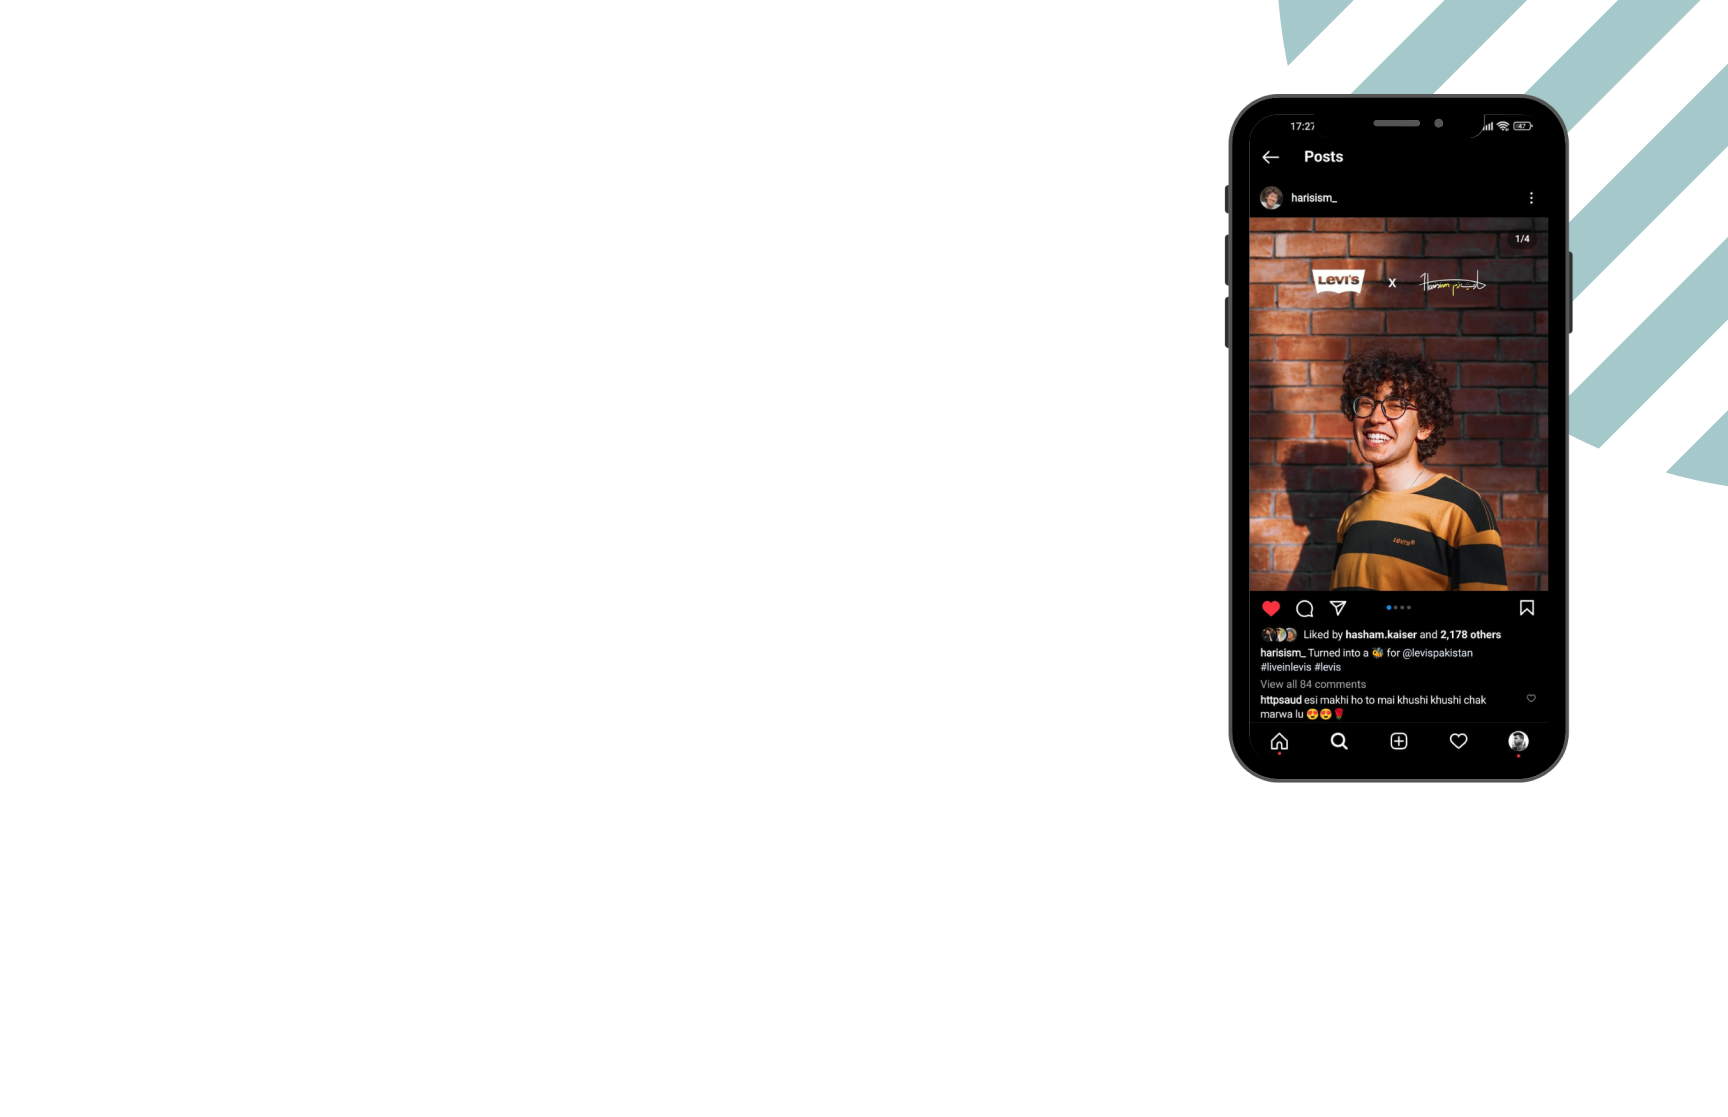 17:27
47
Posts
harisism_
1/4
Levi's X Harisism
Levi's
Liked by hasham.kaiser and 2,178 others
harisism_ Turned into a 🐝 for @levispakistan
#liveinlevis #levis
View all 84 comments
httpsaud esi makhi ho to mai khushi khushi chak
marwa lu 😍😍🌹